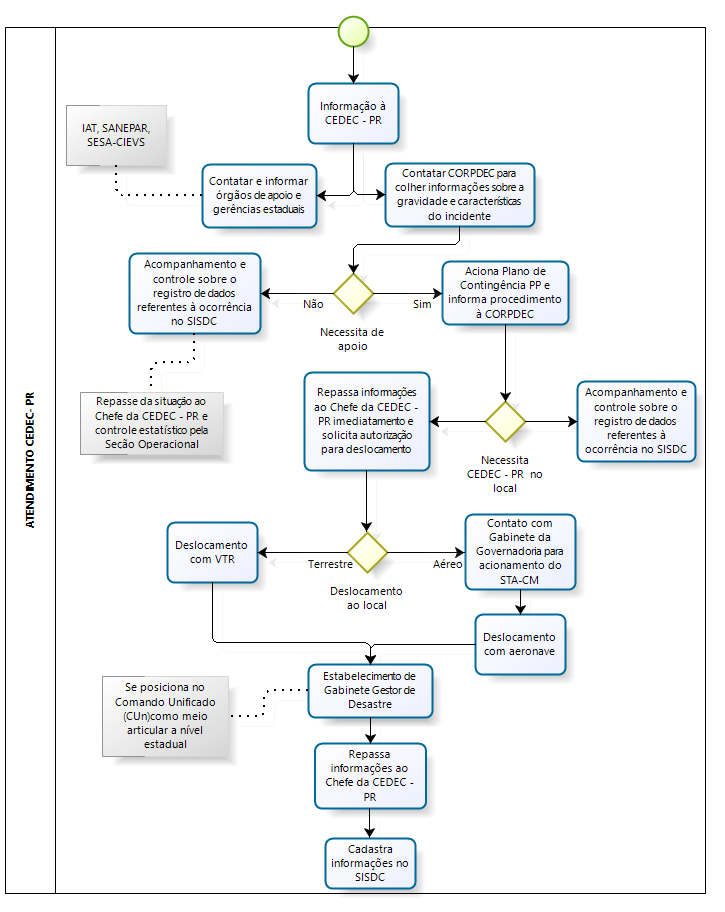 ATENDIMENTO CEDEC- PR
Informação à
CEDEC - PR
IAT, SANEPAR,
SESA-CIEVS
Contatar e informar
órgãos de apoio e
gerências estaduais
Contatar CORPDEC para
colher informações sobre a
gravidade e características
do incidente
Acompanhamento e
controle sobre o
registro de dados
referentes à ocorrência
no SISDC
Não
Sim
Necessita de
apoio
Aciona Plano de
Contingência PP e
informa procedimento
à CORPDEC
Repasse da situação ao
Chefe da CEDEC - PR e
controle estatístico pela
Seção Operacional
Repassa informações
ao Chefe da CEDEC -
PR imediatamento e
solicita autorização
para deslocamento
Necessita
CEDEC - PR no
local
Acompanhamento e
controle sobre o
registro de dados
referentes à
ocorrência no SISDC
Deslocamento
com VTR
Terrestre
Aéreo
Deslocamento
ao local
Contato com
Gabinete da
Governadoria para
acionamento do
STA-CM
Deslocamento
com aeronave
Se posiciona no
Comando Unificado
(CUn)como meio
articular a nível
estadual
Estabelecimento de
Gabinete Gestor de
Desastre
Repassa
informações ao
Chefe da CEDEC -
PR
Cadastra
informações no
SISDC